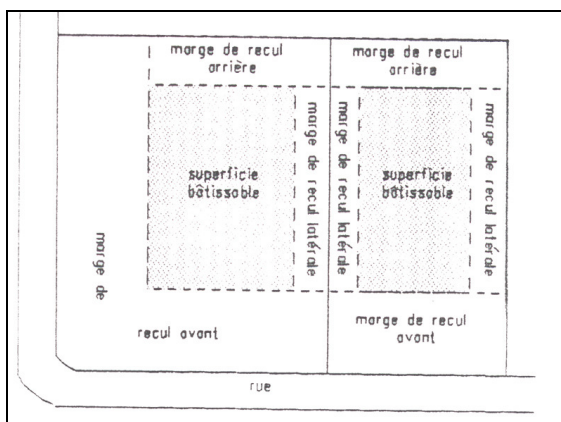 marge de recul
arrière
marge de recul
arrière
superficie
bâtissable
marge de recul latérale
marge de recul latérale
superficie
bâtissable
marge de recul latérale
marge de
recul avant
marge de recul
avant
rue